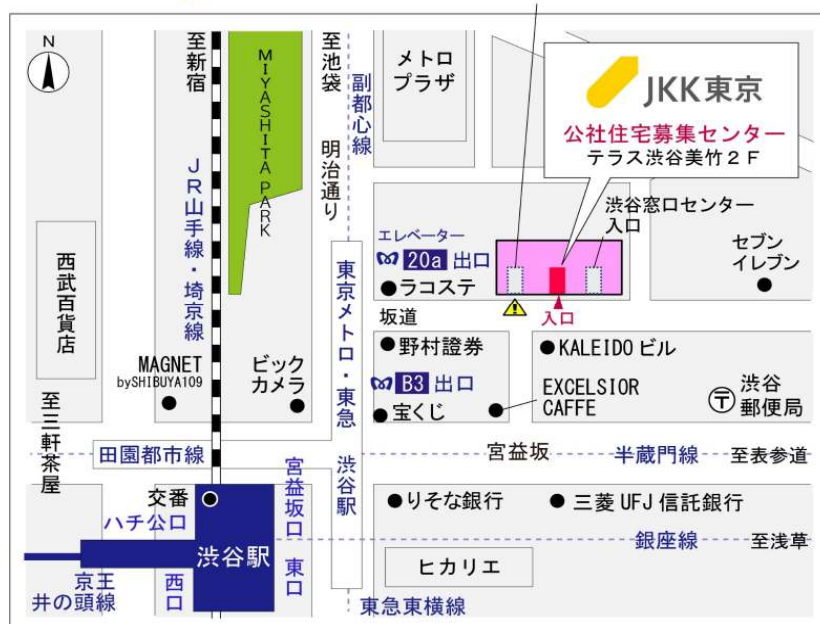 N
至新宿
MIYASHITA PARK
至池袋
副都心線
明治通り
メトロ
プラザ
JKK東京
公社住宅募集センター
テラス渋谷美竹2F
JR山手線・埼京線
西武百貨店
エレベーター
20a 出口
ラコステ
渋谷窓口センター
入口
セブン
イレブン
入口
坂道
東京メトロ・東急 渋谷駅
野村證券
KALEIDO ビル
MAGNET
bySHIBUYA109
ビック
カメラ
B3 出口
宝くじ
EXCELSIOR
CAFFE
渋谷
郵便局
至三軒茶屋
田園都市線
宮益坂
半蔵門線
至表参道
交番
ハチ公口
宮益坂口
りそな銀行
三菱UFJ信託銀行
渋谷駅
銀座線
至浅草
京王
井の頭線
西口
東口
ヒカリエ
東急東横線